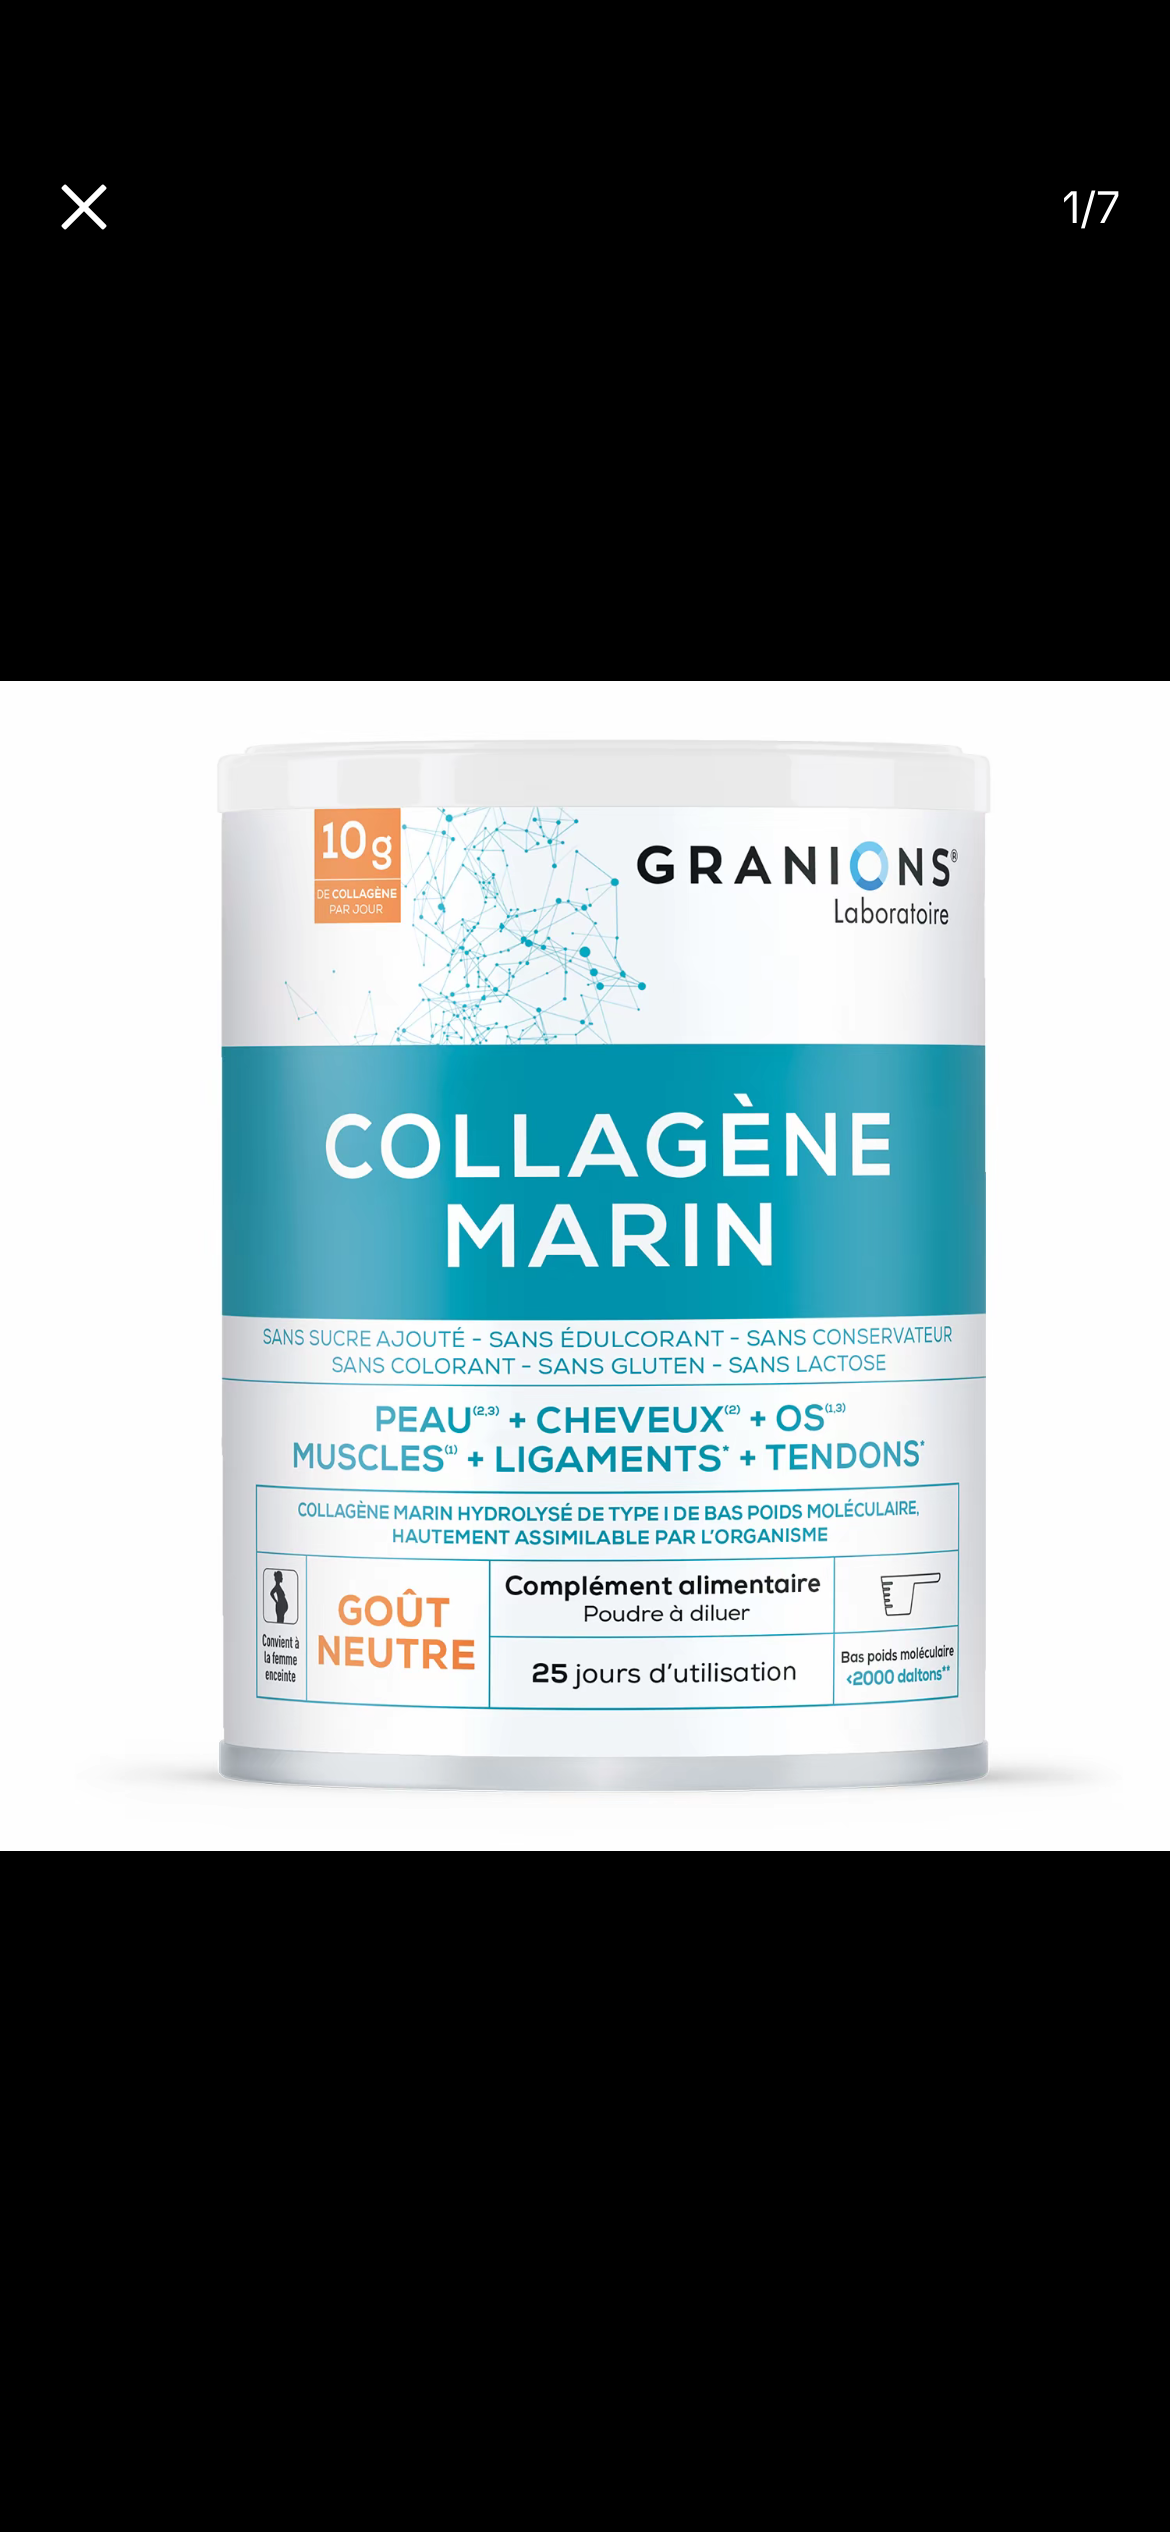 1/7
10g
DE COLLAGÈNE
PAR JOUR
GRANIONS®
Laboratoire
COLLAGÈNE
MARIN
SANS SUCRE AJOUTÉ - SANS ÉDULCORANT - SANS CONSERVATEUR
SANS COLORANT - SANS GLUTEN - SANS LACTOSE
PEAU(2,3) + CHEVEUX(2) + OS(1,3)
MUSCLES(1) + LIGAMENTS* + TENDONS*
COLLAGÈNE MARIN HYDROLYSÉ DE TYPE I DE BAS POIDS MOLÉCULAIRE,
HAUTEMENT ASSIMILABLE PAR L'ORGANISME
Convient à
la femme
enceinte
GOÛT
NEUTRE
Complément alimentaire
Poudre à diluer
25 jours d'utilisation
Bas poids moléculaire
<2000 daltons**